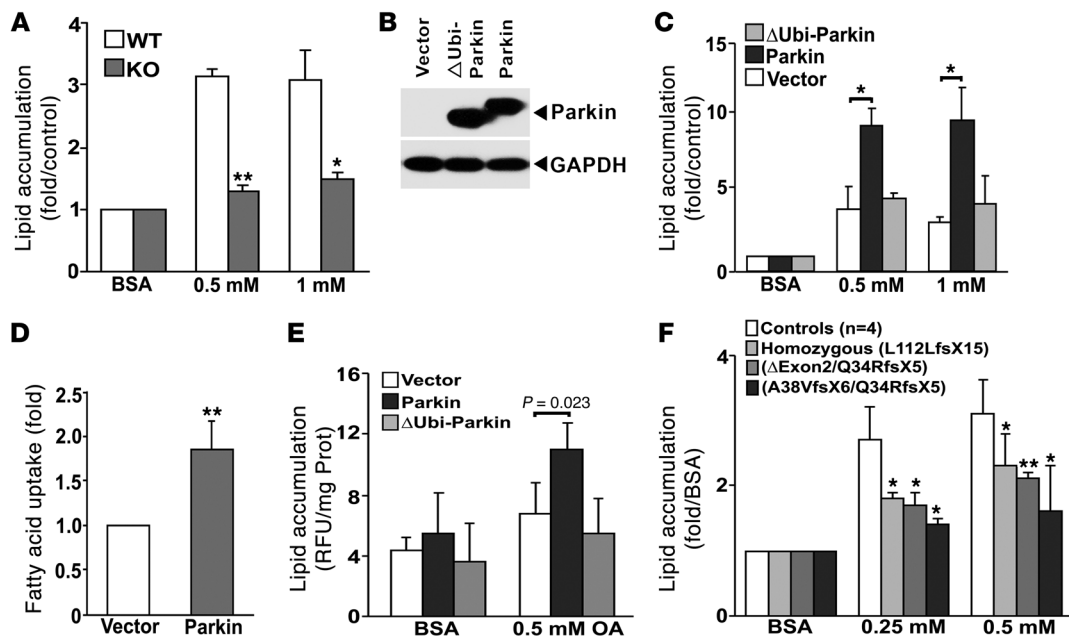 A
Lipid accumulation
(fold/control)
4
3
2
1
0
WT
KO
**
*
BSA
0.5 mM
1 mM
B
Vector
△Ubi-
Parkin
Parkin
Parkin
GAPDH
C
Lipid accumulation
(fold/control)
△Ubi-Parkin
Parkin
Vector
15
10
5
0
*
*
BSA
0.5 mM
1 mM
D
Fatty acid uptake (fold)
2.5
2.0
1.5
1.0
0.5
0
**
Vector
Parkin
E
Lipid accumulation
(RFU/mg Prot)
16
12
8
4
0
Vector
Parkin
△Ubi-Parkin
P = 0.023
BSA
0.5 mM OA
F
Lipid accumulation
(fold/BSA)
Controls (n=4)
Homozygous (L112LfsX15)
(ΔExon2/Q34RfsX5)
(A38VfsX6/Q34RfsX5)
4
2
0
*
*
*
*
**
*
BSA
0.25 mM
0.5 mM